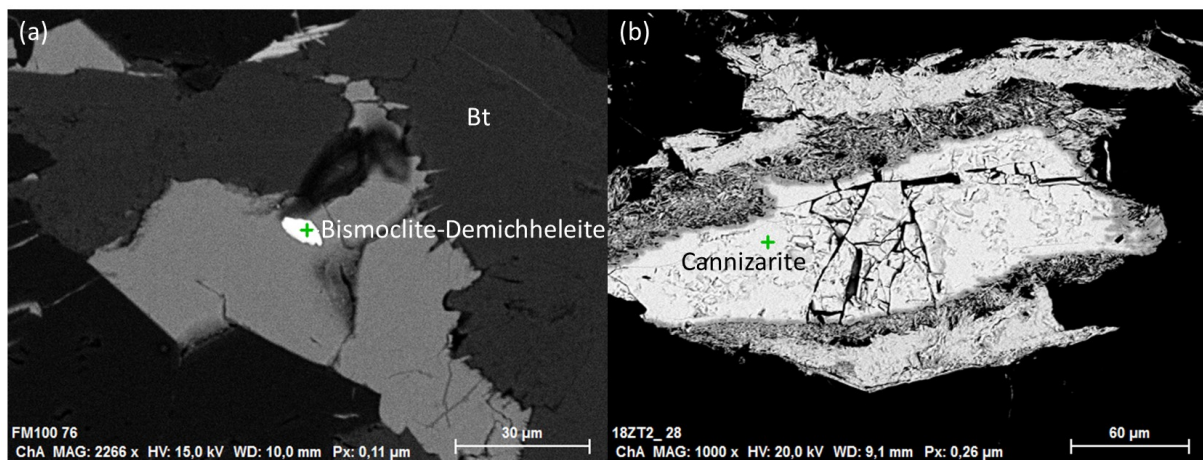 (a)
Bt
Bismoclite-Demichheleite
FM100 76
30 µm
ChA MAG: 2266 x HV: 15,0 kV WD: 10,0 mm Px: 0,11 µm
(b)
Cannizarite
18ZT2_ 28
60 µm
ChA MAG: 1000 x HV: 20,0 kV WD: 9,1 mm Px: 0,26 µm